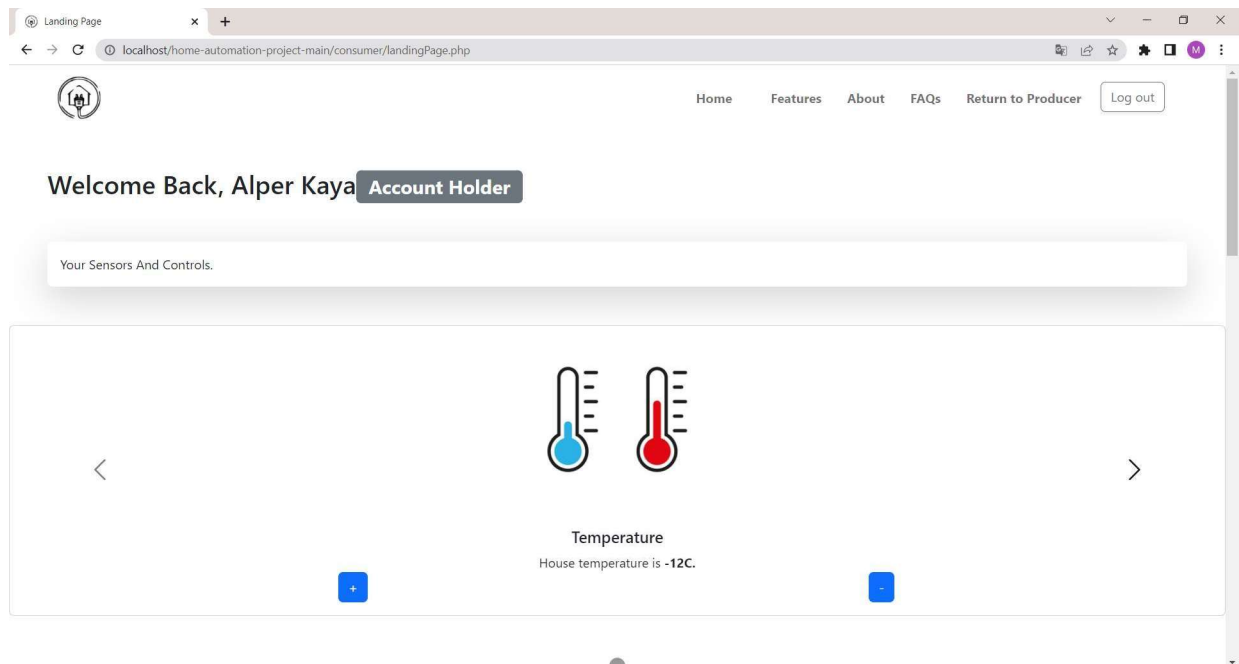 Landing Page
localhost/home-automation-project-main/consumer/landingPage.php
M
Home Features About FAQs Return to Producer Log out
Welcome Back, Alper Kaya Account Holder
Your Sensors And Controls.
Temperature
House temperature is -12C.
+ -